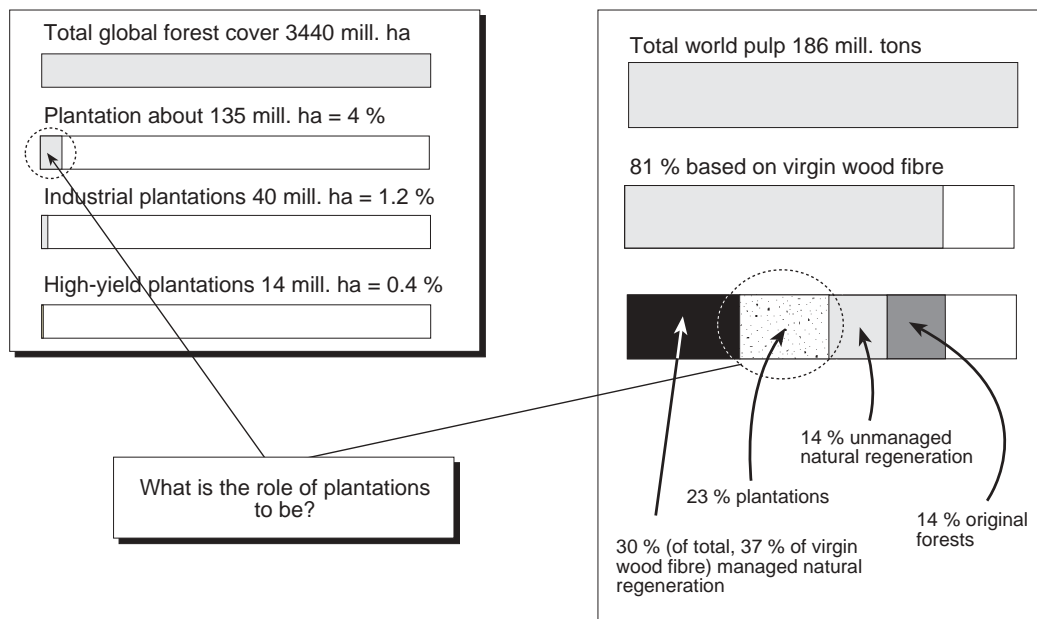 Total global forest cover 3440 mill. ha
Plantation about 135 mill. ha = 4 %
Industrial plantations 40 mill. ha = 1.2 %
High-yield plantations 14 mill. ha = 0.4 %
What is the role of plantations
to be?
Total world pulp 186 mill. tons
81 % based on virgin wood fibre
14 % unmanaged
natural regeneration
23 % plantations
14 % original
forests
30 % (of total, 37 % of virgin
wood fibre) managed natural
regeneration